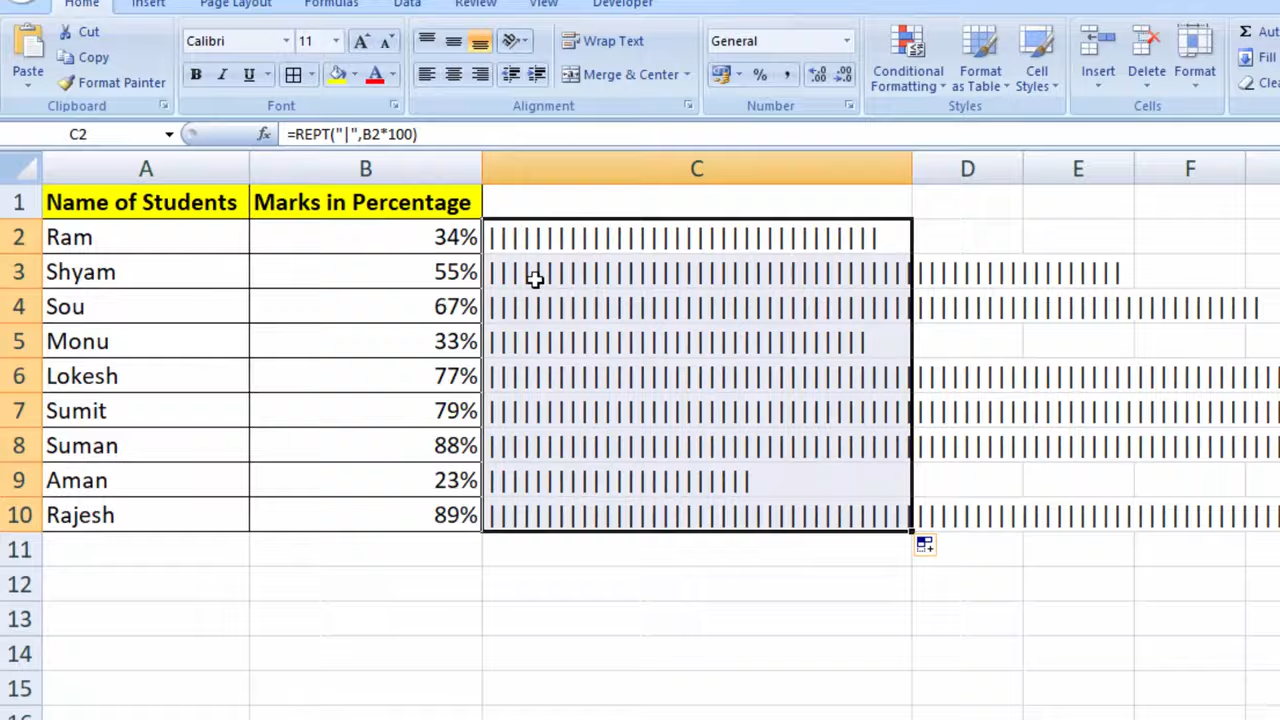 Home Insert Page Layout Formulas Data Review View Developer
Paste
Cut
Copy
Format Painter
Clipboard
Calibri 11
B I U A
Font
Wrap Text
Merge & Center
Alignment
General
% ,
Number
Conditional Formatting
Format as Table
Cell Styles
Styles
Insert Delete Format
Cells
Σ
Fill
C2 fx =REPT("|",B2*100)
A B C D E F
1 Name of Students Marks in Percentage
2 Ram 34% ||||||||||||||||||||||||||||||||||
3 Shyam 55%
4 Sou 67%
5 Monu 33% |||||||||||||||||||||||||||||||||
6 Lokesh 77%
7 Sumit 79%
8 Suman 88%
9 Aman 23% |||||||||||||||||||||||
10 Rajesh 89%
11
12
13
14
15